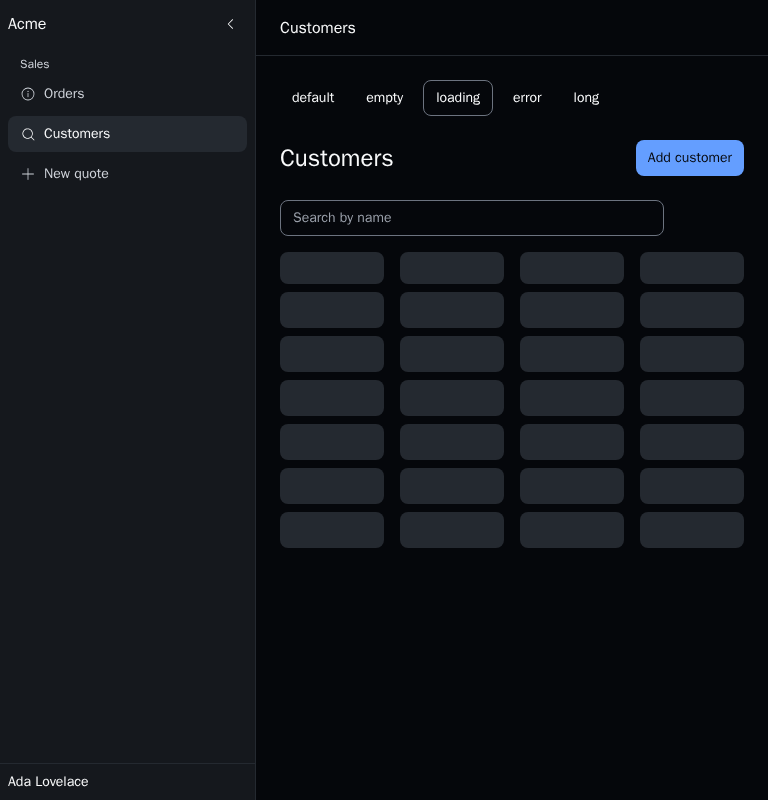 Acme
Sales
Orders
Customers
New quote
Ada Lovelace
Customers
default empty loading error long
Customers
Add customer
Search by name